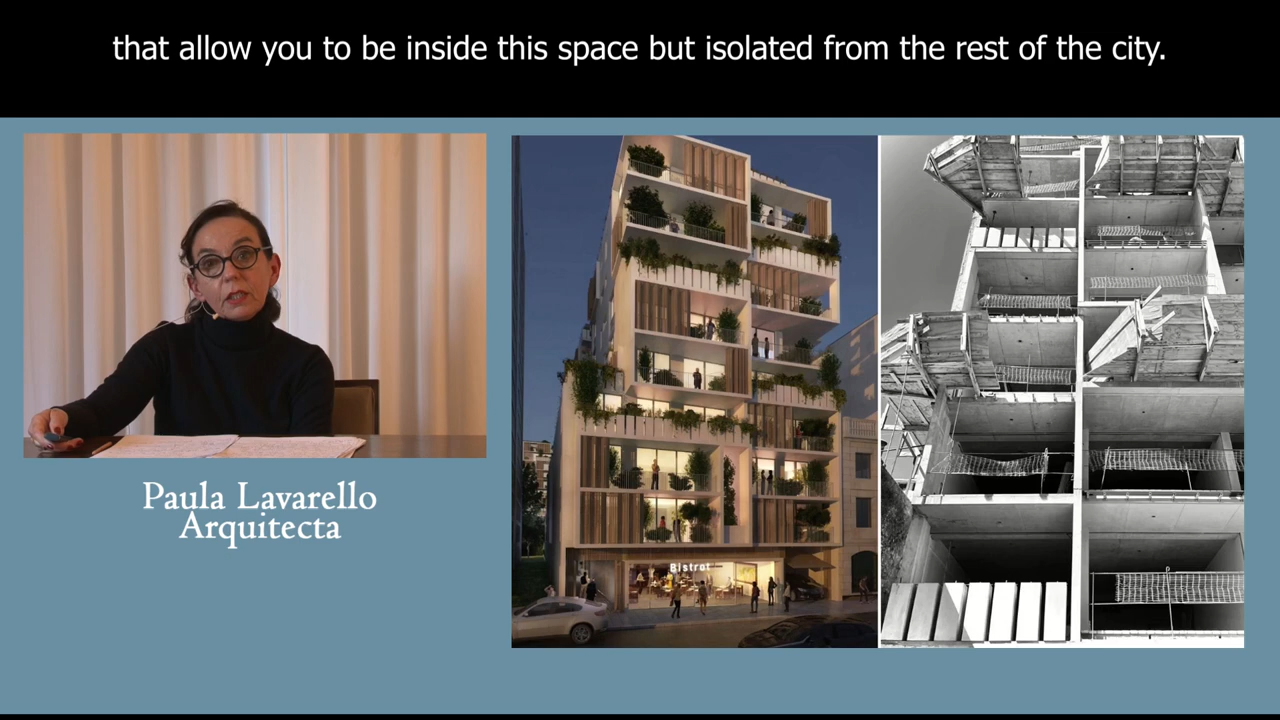 that allow you to be inside this space but isolated from the rest of the city.
Paula Lavarello
Arquitecta
Bistrot